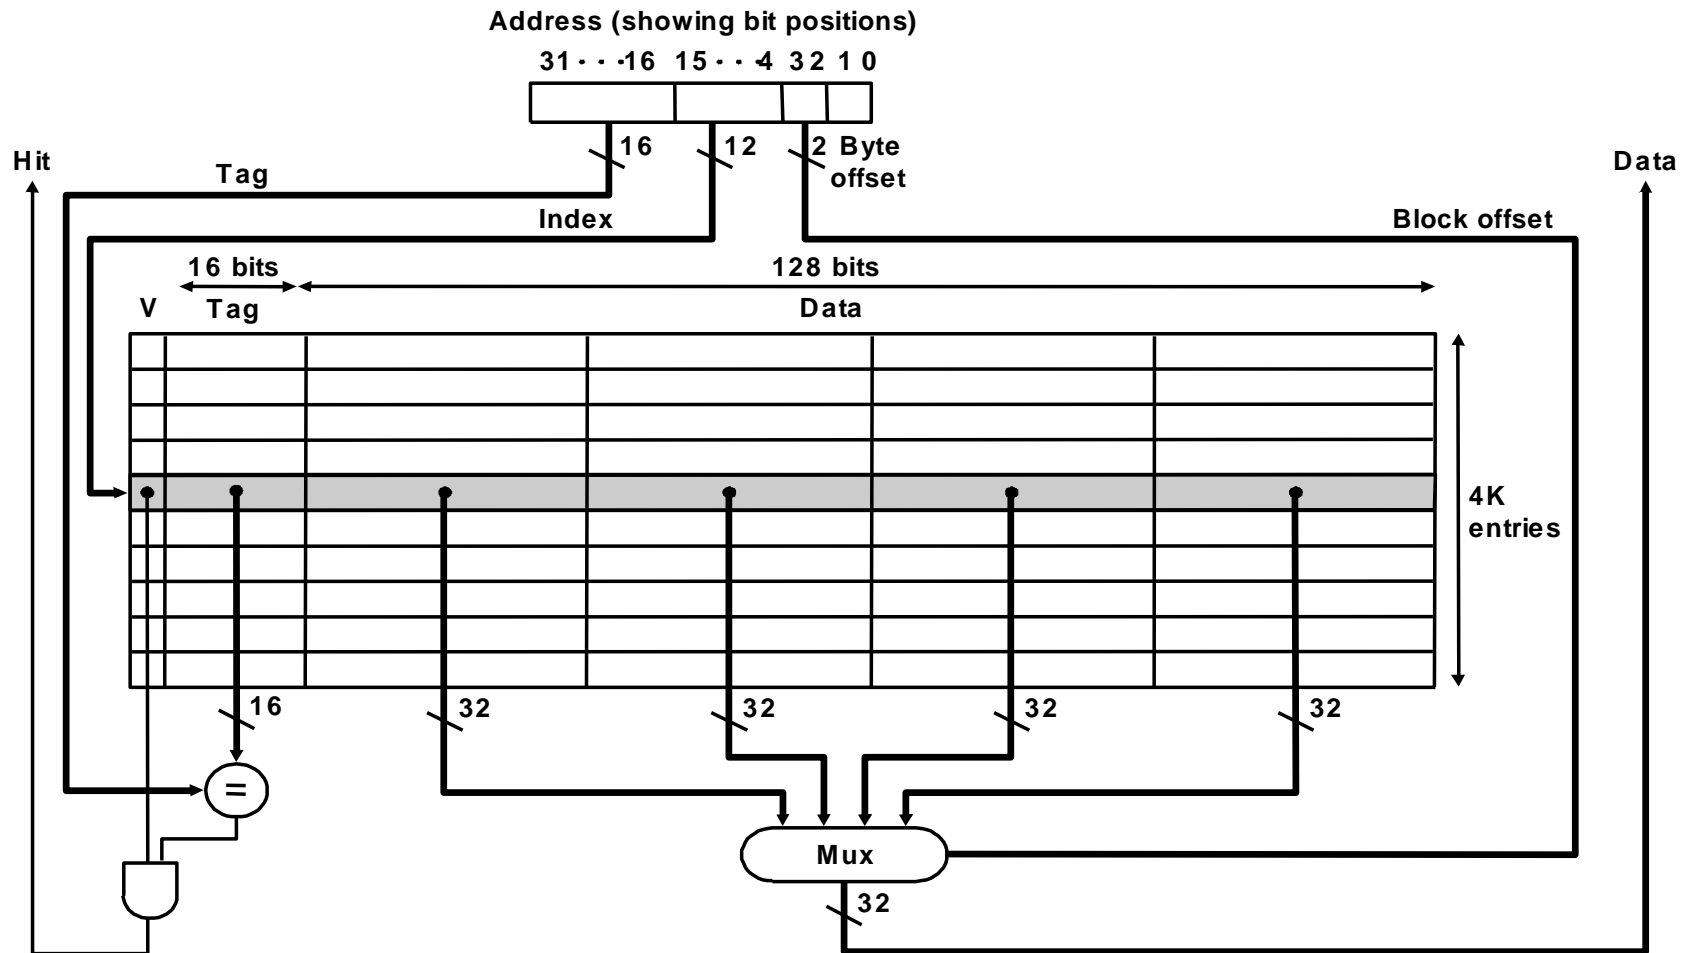 Address (showing bit positions)
31 · · · 16 15 · · · 4 3 2 1 0
16 12 2 Byte
offset
Hit
Data
Tag
Index
Block offset
16 bits
128 bits
V
Tag
Data
4K
entries
16 32 32 32 32
=
Mux
32